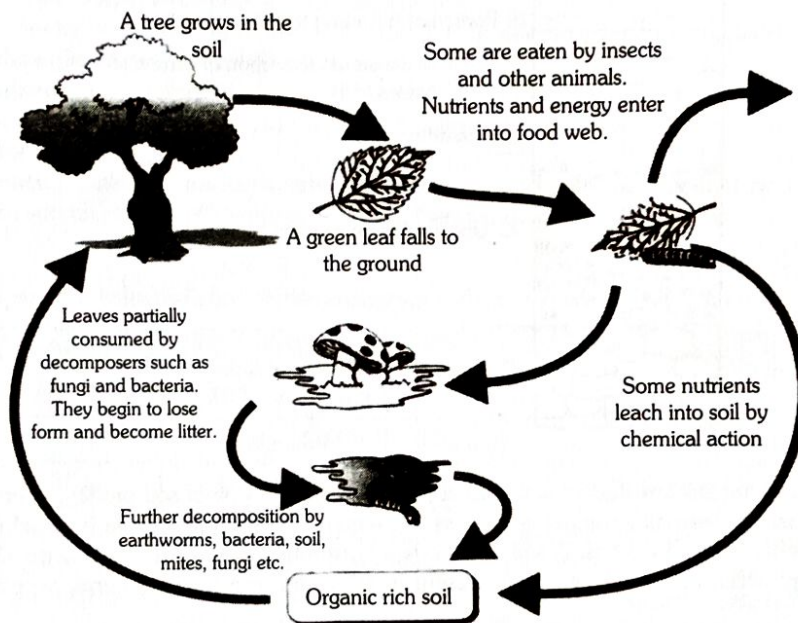 A tree grows in the
soil
Some are eaten by insects
and other animals.
Nutrients and energy enter
into food web.
A green leaf falls to
the ground
Leaves partially
consumed by
decomposers such as
fungi and bacteria.
They begin to lose
form and become litter.
Some nutrients
leach into soil by
chemical action
Further decomposition by
earthworms, bacteria, soil,
mites, fungi etc.
Organic rich soil